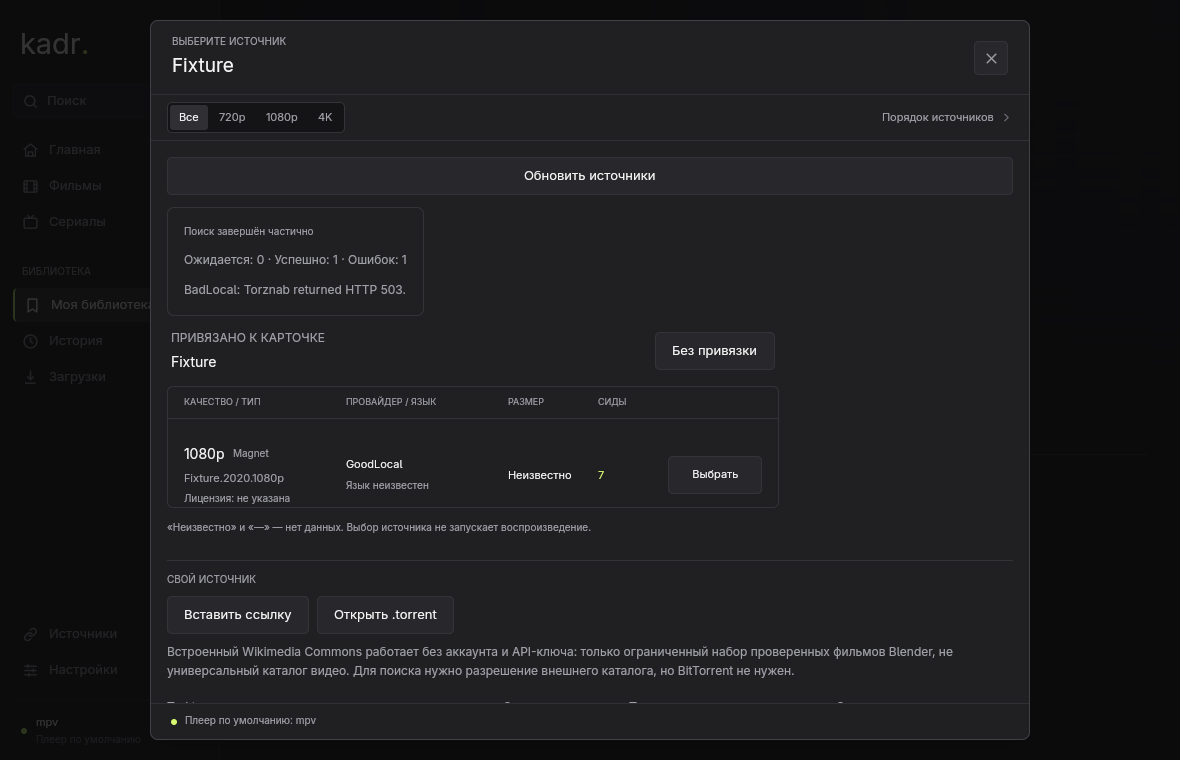 kadr.
Поиск
Главная
Фильмы
Сериалы
БИБЛИОТЕКА
Моя библиотека
История
Загрузки
Источники
Настройки
mpv
Плеер по умолчанию
ВЫБЕРИТЕ ИСТОЧНИК
Fixture
Все 720p 1080p 4K
Порядок источников
Обновить источники
Поиск завершён частично
Ожидается: 0 · Успешно: 1 · Ошибок: 1
BadLocal: Torznab returned HTTP 503.
ПРИВЯЗАНО К КАРТОЧКЕ
Fixture
Без привязки
КАЧЕСТВО / ТИП ПРОВАЙДЕР / ЯЗЫК РАЗМЕР СИДЫ
1080p Magnet
Fixture.2020.1080p
Лицензия: не указана
GoodLocal
Язык неизвестен
Неизвестно
7
Выбрать
«Неизвестно» и «—» — нет данных. Выбор источника не запускает воспроизведение.
СВОЙ ИСТОЧНИК
Вставить ссылку
Открыть .torrent
Встроенный Wikimedia Commons работает без аккаунта и API-ключа: только ограниченный набор проверенных фильмов Blender, не
универсальный каталог видео. Для поиска нужно разрешение внешнего каталога, но BitTorrent не нужен.
Плеер по умолчанию: mpv